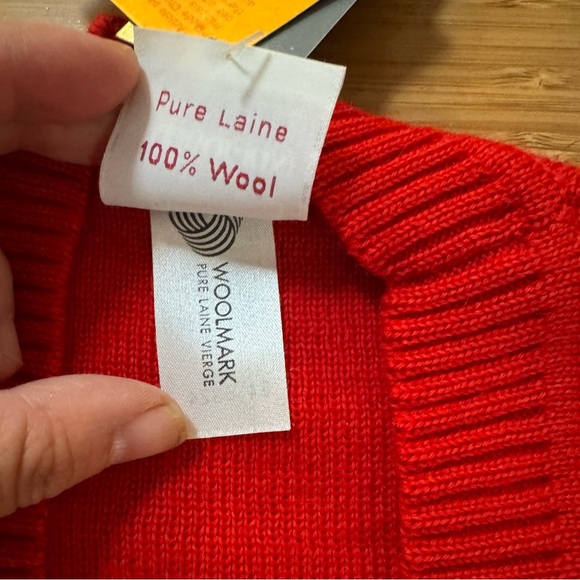 Pure Laine
100% Wool
WOOLMARK
PURE LAINE VIERGE